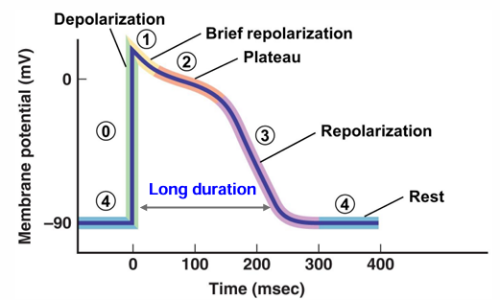 Depolarization
①
Brief repolarization
②
Plateau
0
⓪
③
Repolarization
Long duration
④
④
Rest
–90
Membrane potential (mV)
0
100
200
300
400
Time (msec)